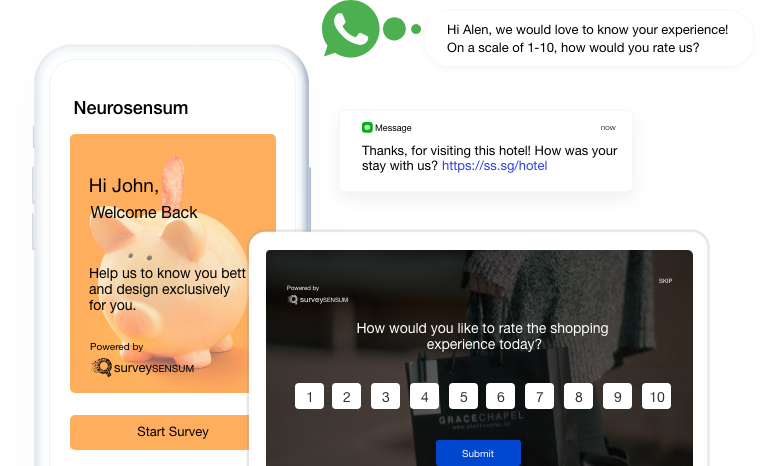 Hi Alen, we would love to know your experience!
On a scale of 1-10, how would you rate us?
Neurosensum
Message
now
Thanks, for visiting this hotel! How was your
stay with us? https://ss.sg/hotel
Hi John,
Welcome Back
Help us to know you bett
and design exclusively
for you.
Powered by
surveySENSUM
Start Survey
SKIP
Powered by
surveySENSUM
How would you like to rate the shopping
experience today?
1 2 3 4 5 6 7 8 9 10
GRACECHAPEL
WWW.GRACECHAPEL.DE
Submit